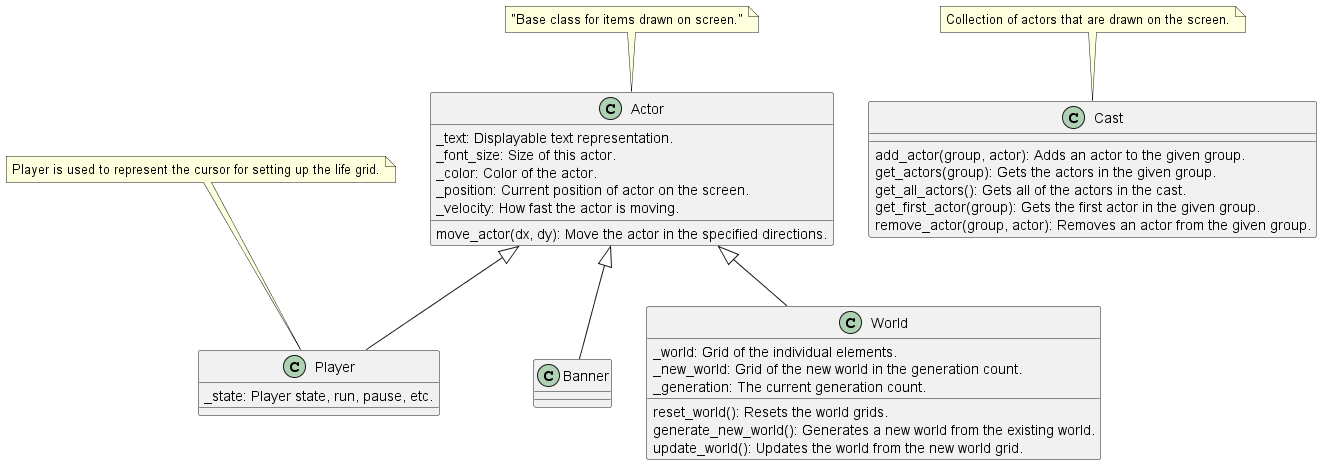 "Base class for items drawn on screen."
Collection of actors that are drawn on the screen.
C Actor
_text: Displayable text representation.
_font_size: Size of this actor.
_color: Color of the actor.
_position: Current position of actor on the screen.
_velocity: How fast the actor is moving.
move_actor(dx, dy): Move the actor in the specified directions.
C Cast
add_actor(group, actor): Adds an actor to the given group.
get_actors(group): Gets the actors in the given group.
get_all_actors(): Gets all of the actors in the cast.
get_first_actor(group): Gets the first actor in the given group.
remove_actor(group, actor): Removes an actor from the given group.
Player is used to represent the cursor for setting up the life grid.
C Player
_state: Player state, run, pause, etc.
C Banner
C World
_world: Grid of the individual elements.
_new_world: Grid of the new world in the generation count.
_generation: The current generation count.
reset_world(): Resets the world grids.
generate_new_world(): Generates a new world from the existing world.
update_world(): Updates the world from the new world grid.